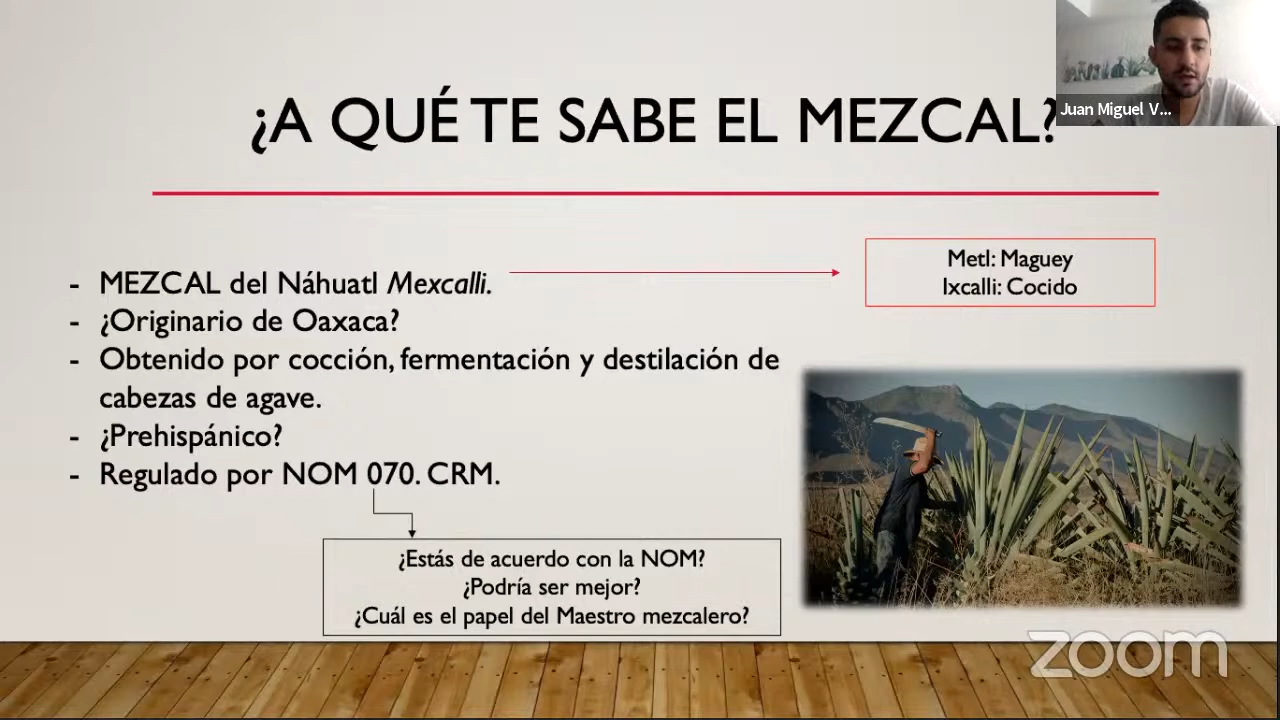 ¿A QUÉ TE SABE EL MEZCAL?
Juan Miguel V...
- MEZCAL del Náhuatl Mexcalli.
Metl: Maguey
Ixcalli: Cocido
- ¿Originario de Oaxaca?
- Obtenido por cocción, fermentación y destilación de
cabezas de agave.
- ¿Prehispánico?
- Regulado por NOM 070. CRM.
¿Estás de acuerdo con la NOM?
¿Podría ser mejor?
¿Cuál es el papel del Maestro mezcalero?
zoom